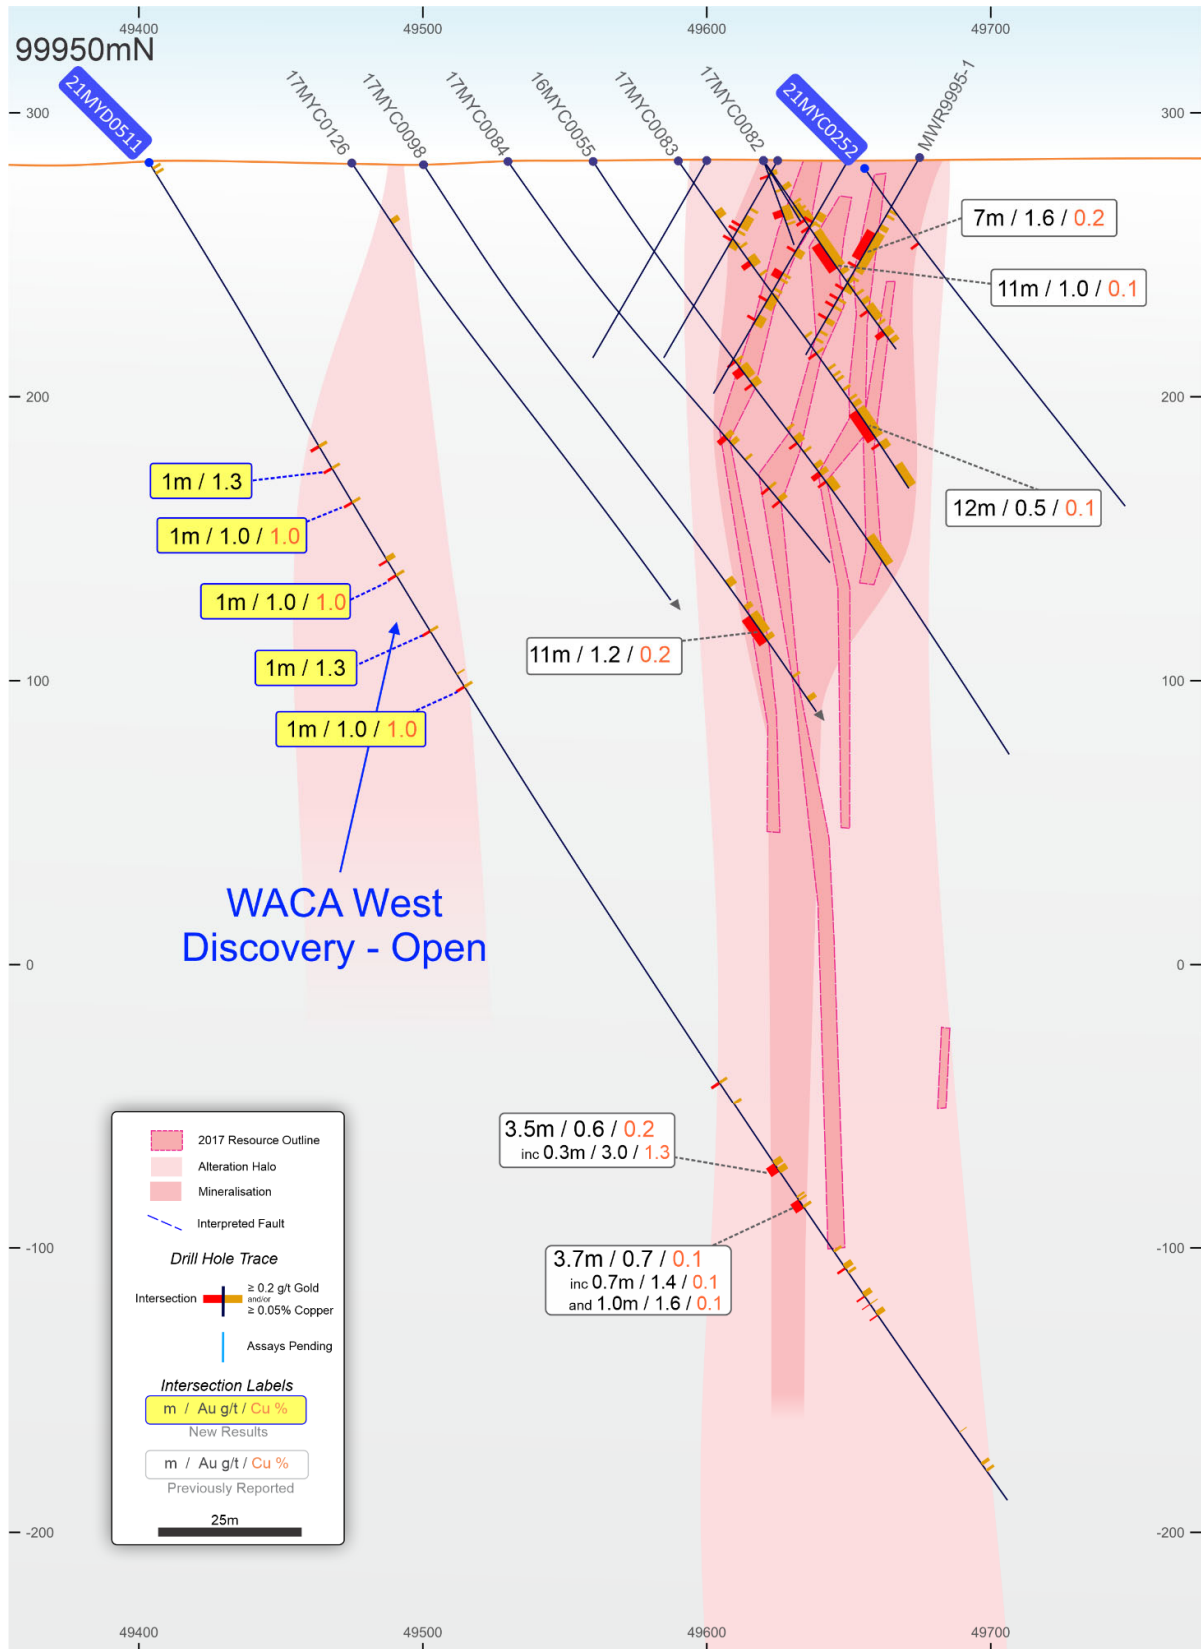 49400 49500 49600 49700
99950mN
21MYD0511
17MYC0126
17MYC0098
17MYC0084
16MYC0055
17MYC0083
17MYC0082
21MYC0252
MWR9995-1
300 300
7m / 1.6 / 0.2
11m / 1.0 / 0.1
200 200
1m / 1.3
12m / 0.5 / 0.1
1m / 1.0 / 1.0
1m / 1.0 / 1.0
11m / 1.2 / 0.2
1m / 1.3
100 100
1m / 1.0 / 1.0
WACA West
Discovery - Open
0 0
3.5m / 0.6 / 0.2
inc 0.3m / 3.0 / 1.3
3.7m / 0.7 / 0.1
inc 0.7m / 1.4 / 0.1
and 1.0m / 1.6 / 0.1
-100 -100
2017 Resource Outline
Alteration Halo
Mineralisation
Interpreted Fault
Drill Hole Trace
Intersection
≥ 0.2 g/t Gold
and/or
≥ 0.05% Copper
Assays Pending
Intersection Labels
m / Au g/t / Cu %
New Results
m / Au g/t / Cu %
Previously Reported
25m
-200 -200
49400 49500 49600 49700